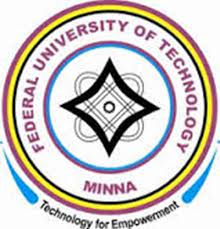 FEDERAL UNIVERSITY OF TECHNOLOGY
MINNA
Technology for Empowerment